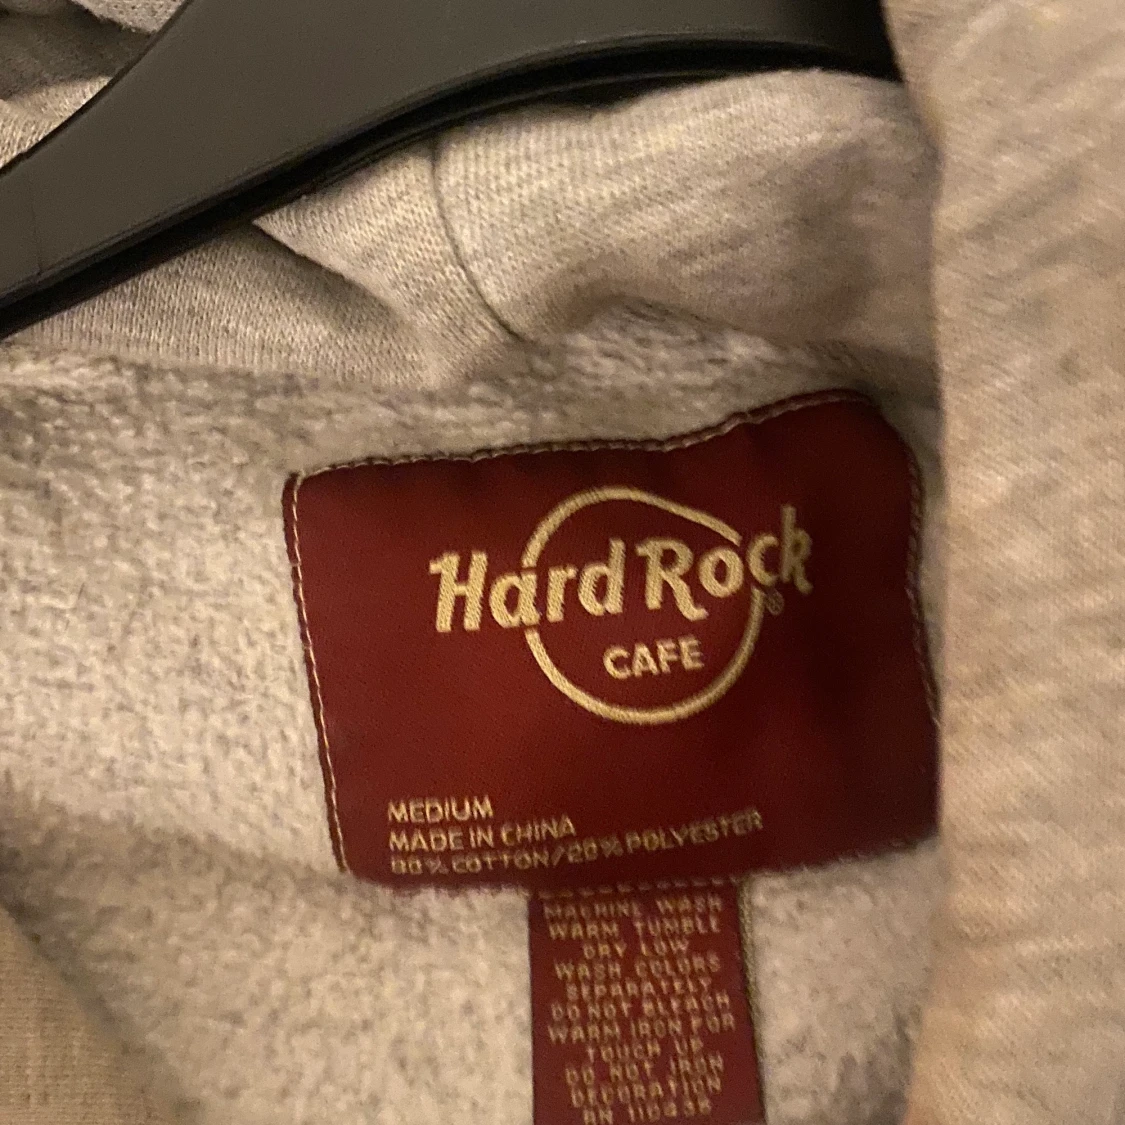 Hard Rock
®
CAFE
MEDIUM
MADE IN CHINA
80% COTTON/20% POLYESTER
MACHINE WASH
WARM TUMBLE
DRY LOW
WASH COLORS
SEPARATELY
DO NOT BLEACH
WARM IRON FOR
TOUCH UP
DO NOT IRON
DECORATION
RN